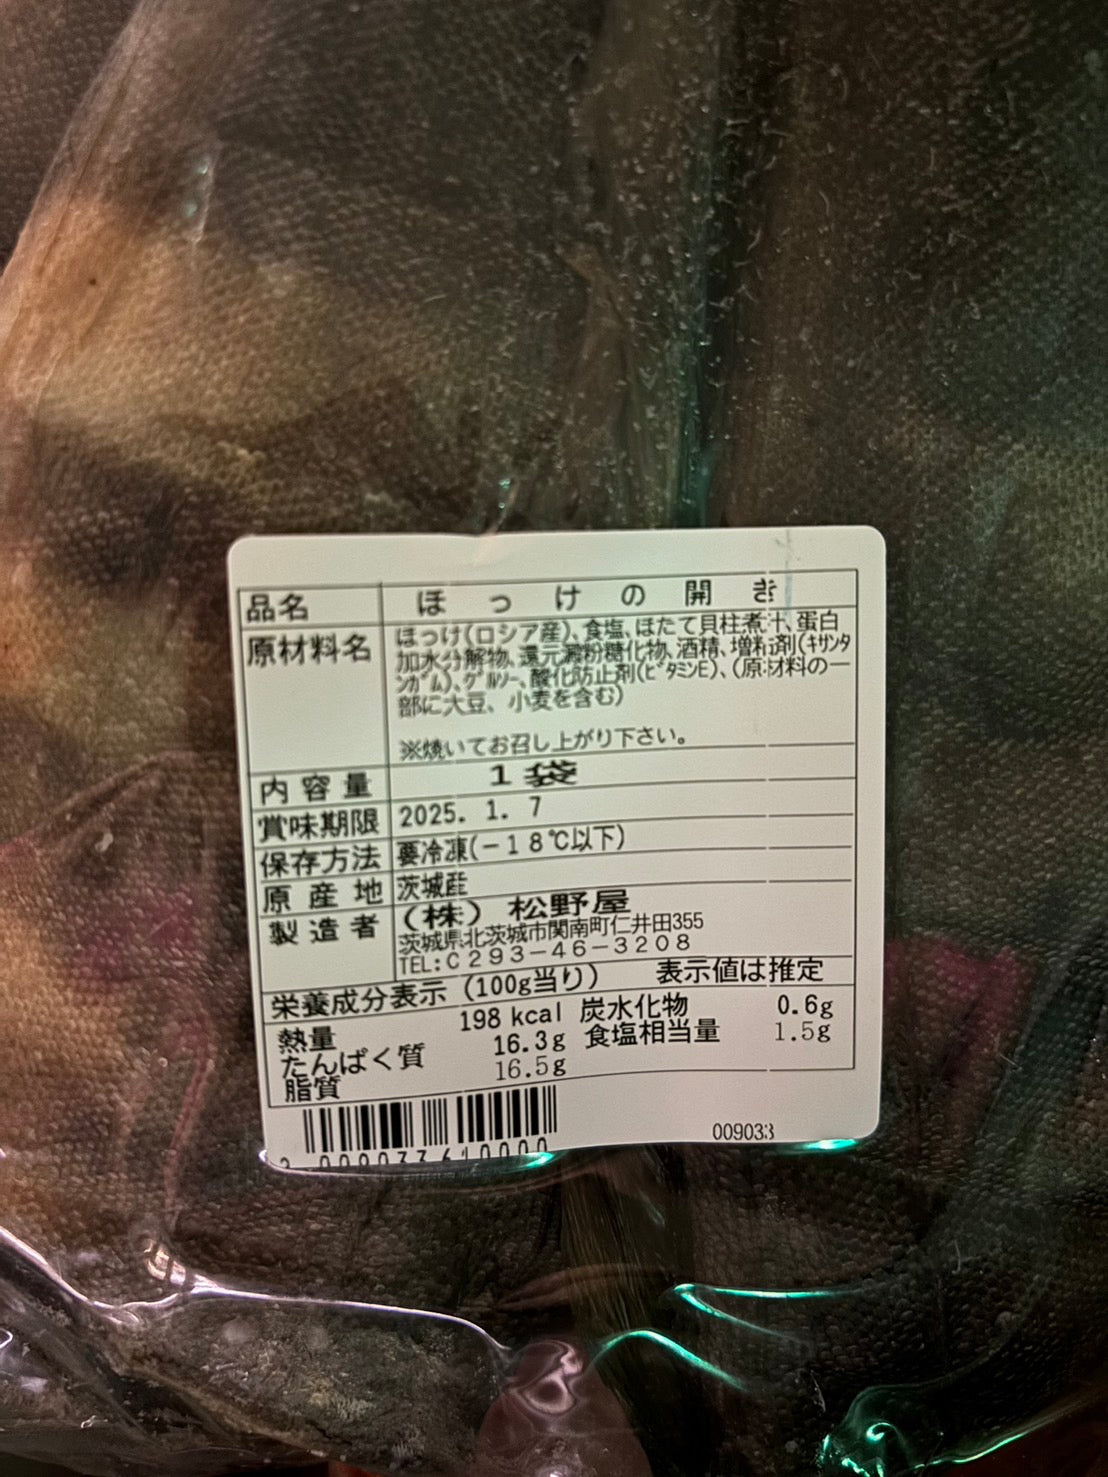 品名 ほっけの開き
原材料名 ほっけ(ロシア産)、食塩、ほたて貝柱煮汁、蛋白
加水分解物、還元澱粉糖化物、酒精、増粘剤(ｷｻﾝﾀ
ﾝｶﾞﾑ)、ｸﾞﾙｿｰ、酸化防止剤(ﾋﾞﾀﾐﾝE)、(原材料の一
部に大豆、小麦を含む)
※焼いてお召し上がり下さい。
内容量 1袋
賞味期限 2025. 1. 7
保存方法 要冷凍(－１８℃以下)
原産地 茨城産
製造者 (株) 松野屋
茨城県北茨城市関南町仁井田355
TEL:０２９３－４６－３２０８
栄養成分表示 (100g当り) 表示値は推定
熱量 198 kcal 炭水化物 0.6g
たんぱく質 16.3g 食塩相当量 1.5g
脂質 16.5g
009033